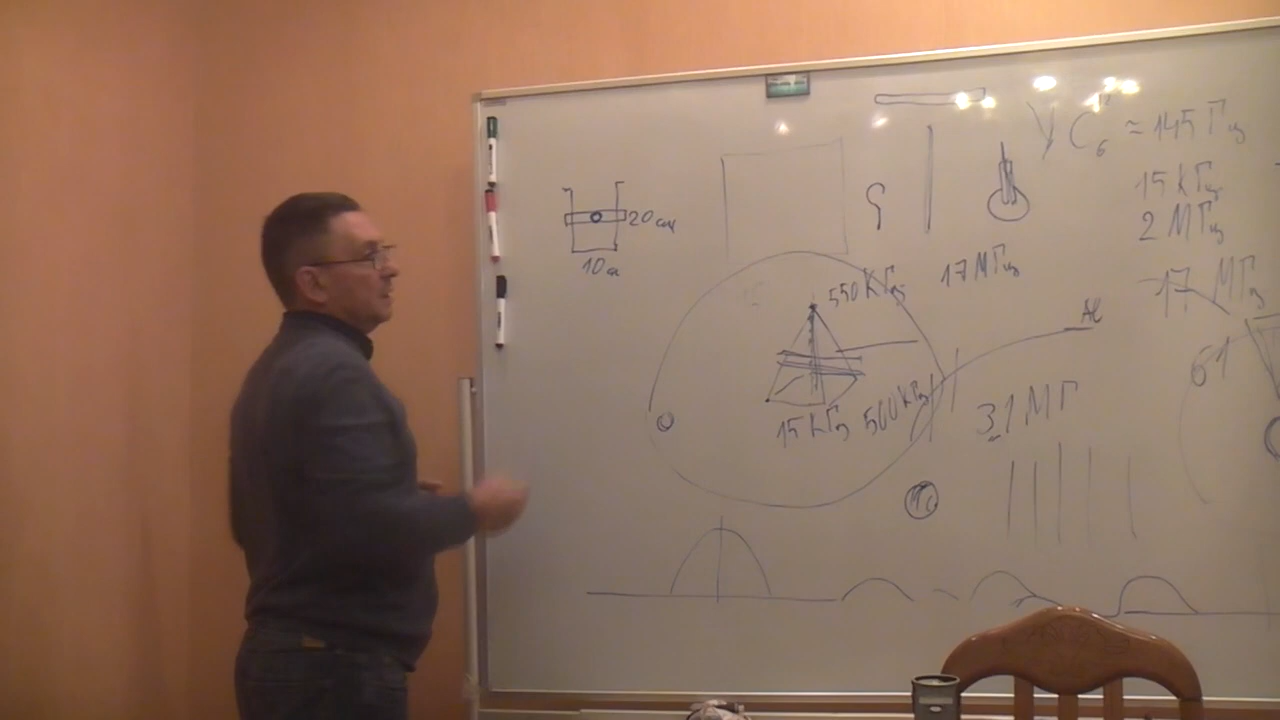 ≈ 145 Гц
15 кГц
2 МГц
17 МГц
20 см
10 см
550 кГц
17 МГц
Al
61
15 кГц 500 кГц
31 МГ